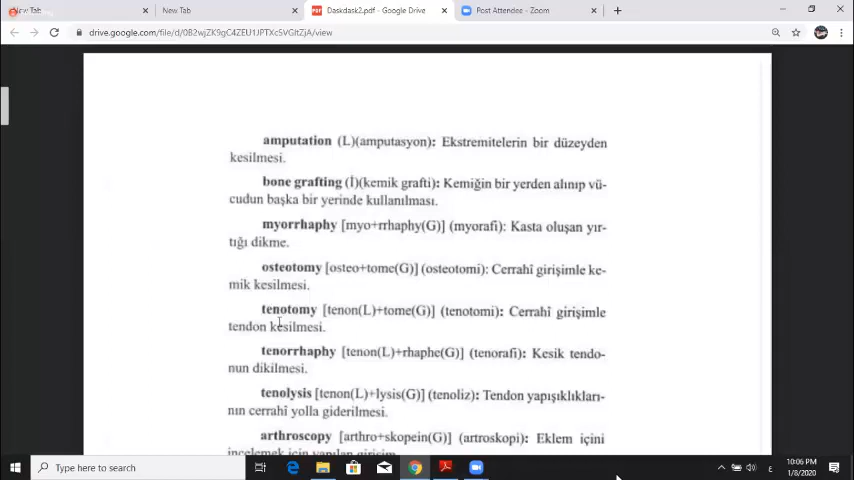 New Tab
New Tab
Daskdask2.pdf - Google Drive
Post Attendee - Zoom
drive.google.com/file/d/0B2wjZK9gC4ZEU1JPTXc5VGltZjA/view
amputation (L)(amputasyon): Ekstremitelerin bir düzeyden
kesilmesi.
bone grafting (İ)(kemik grafti): Kemiğin bir yerden alınıp vü-
cudun başka bir yerinde kullanılması.
myorrhaphy [myo+rrhaphy(G)] (myorafi): Kasta oluşan yır-
tığı dikme.
osteotomy [osteo+tome(G)] (osteotomi): Cerrahî girişimle ke-
mik kesilmesi.
tenotomy [tenon(L)+tome(G)] (tenotomi): Cerrahî girişimle
tendon kesilmesi.
tenorrhaphy [tenon(L)+rhaphe(G)] (tenorafi): Kesik tendo-
nun dikilmesi.
tenolysis [tenon(L)+lysis(G)] (tenoliz): Tendon yapışıklıkları-
nın cerrahî yolla giderilmesi.
arthroscopy [arthro+skopein(G)] (artroskopi): Eklem içini
incelemek için yapılan girişim.
Type here to search
ع
10:06 PM
1/8/2020